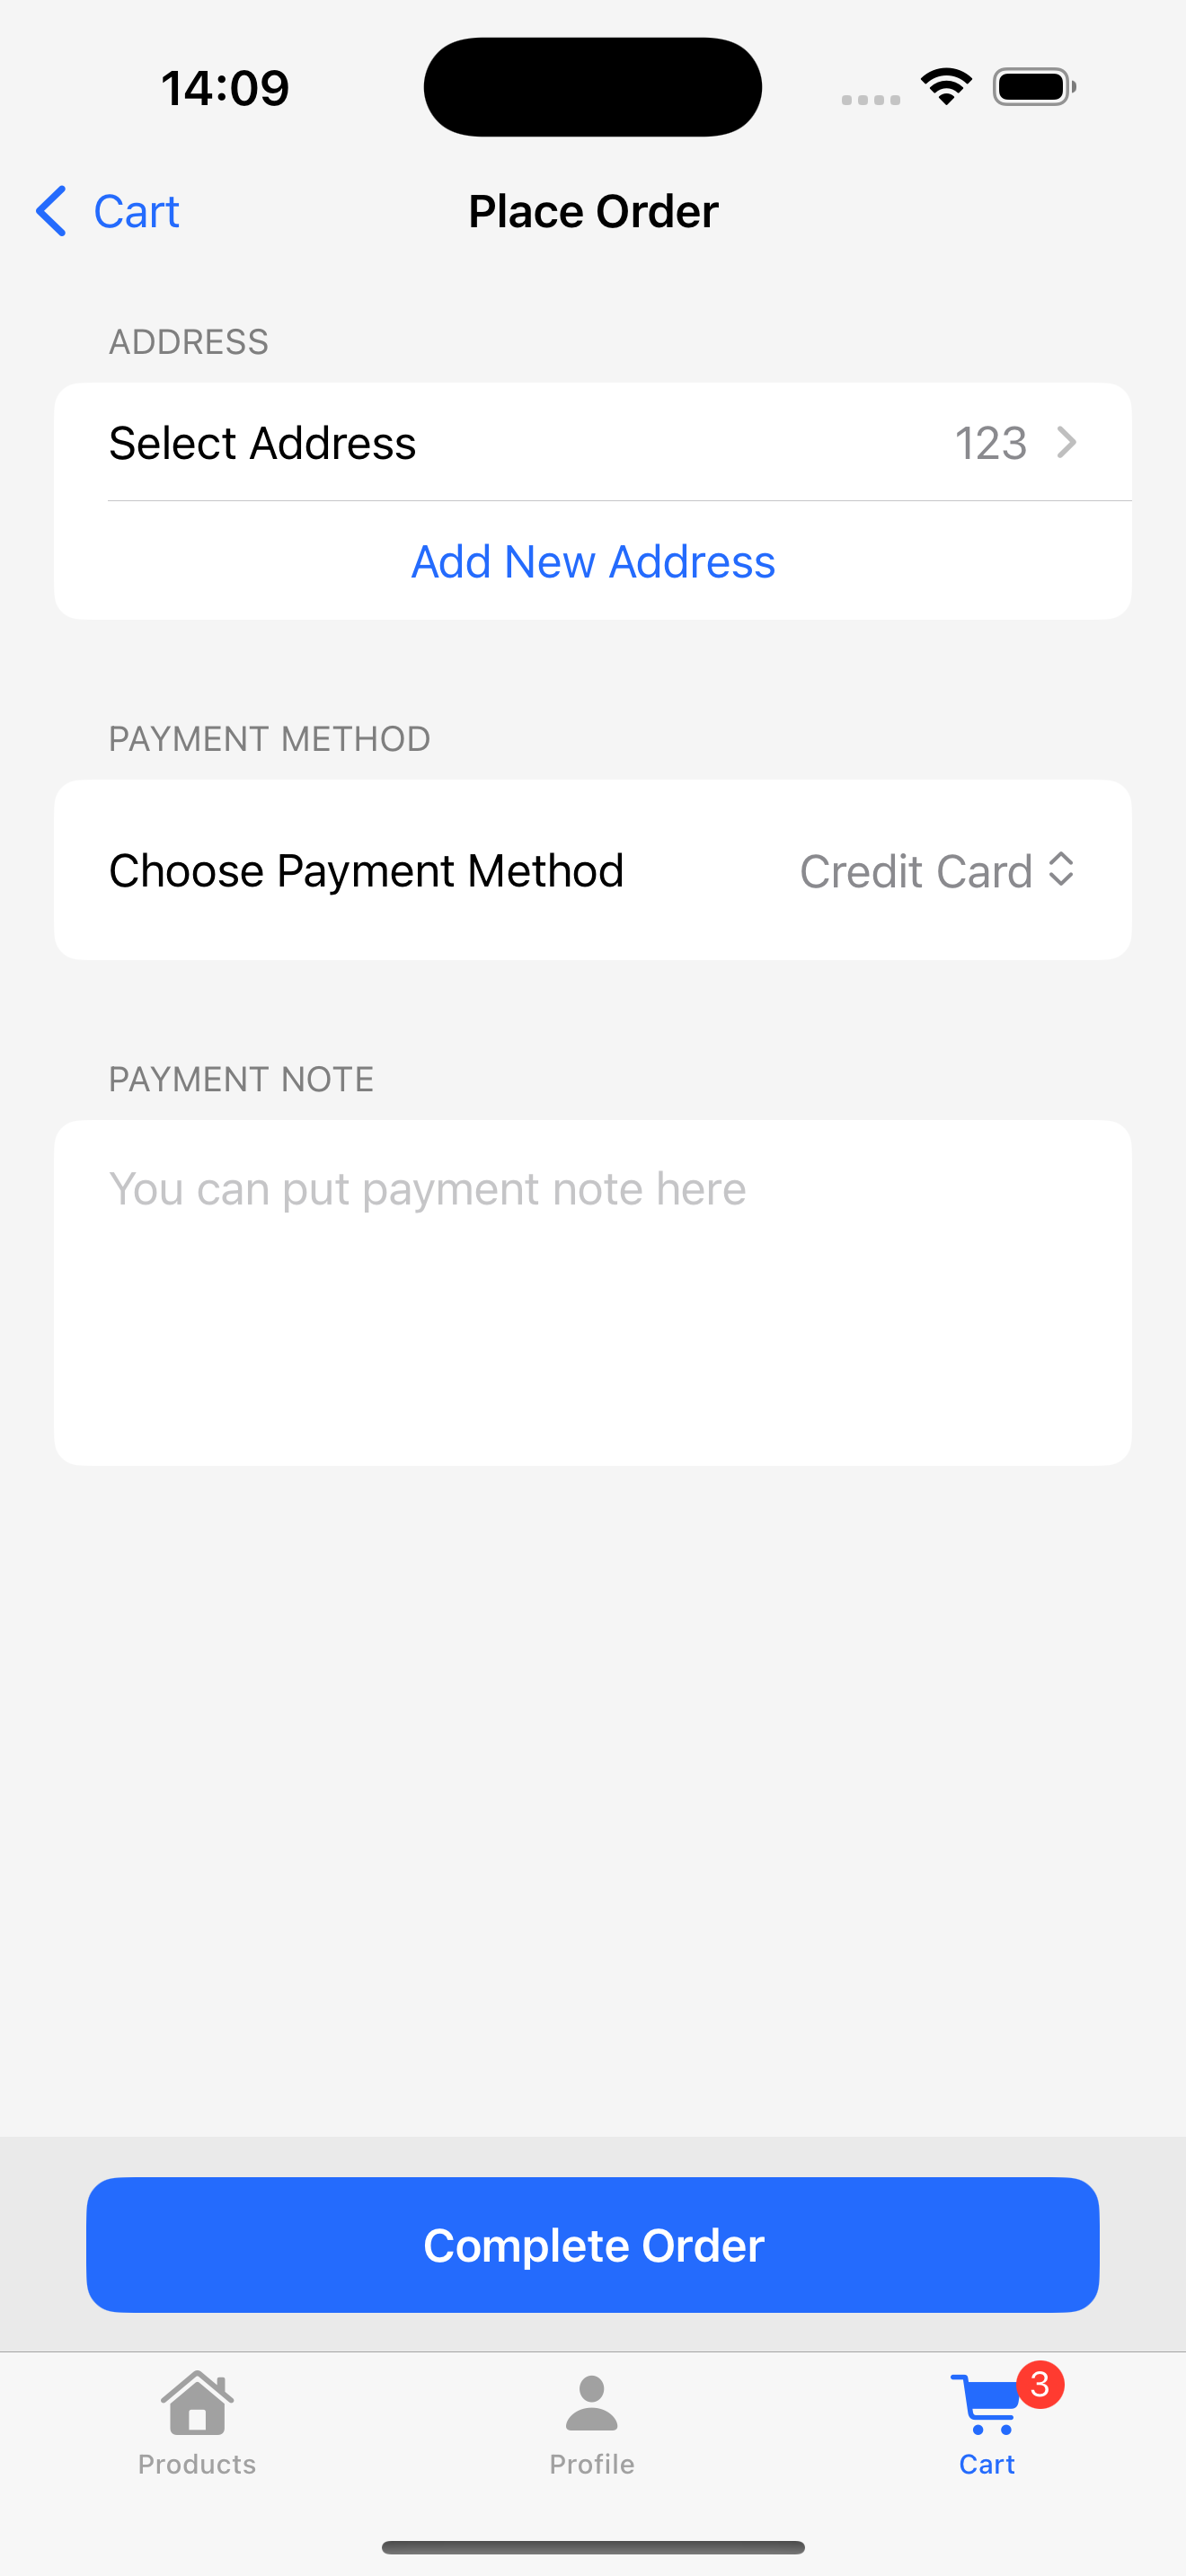 14:09
Cart
Place Order
ADDRESS
Select Address 123
Add New Address
PAYMENT METHOD
Choose Payment Method Credit Card
PAYMENT NOTE
You can put payment note here
Complete Order
3
Products Profile Cart